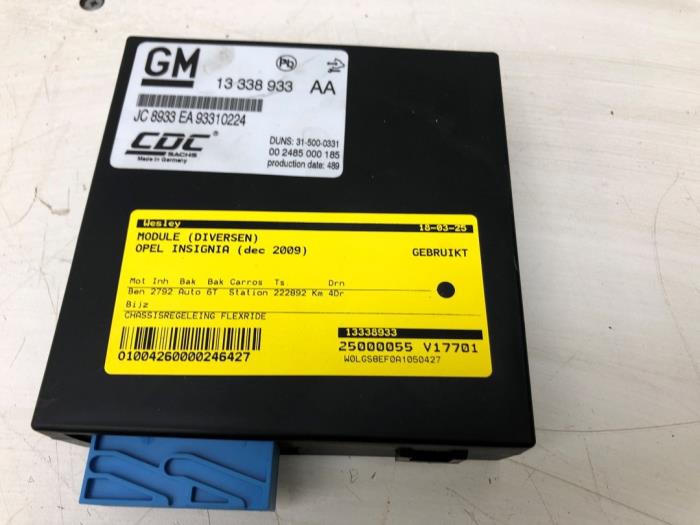 GM
Pb
13 338 933 AA
JC 8933 EA 93310224
CDC®
SACHS
Made in Germany
DUNS: 31-500-0331
00 2485 000 185
production date: 489
Wesley 18-03-25
MODULE (DIVERSEN)
OPEL INSIGNIA (dec 2009) GEBRUIKT
Mot Inh Bak Bak Carros Ts Drn
Ben 2792 Auto 6T Station 222892 Km 4Dr
Bijz
CHASSISREGELEING FLEXRIDE
13338933
01004260000246427
25000055 V17701
W0LGS8EF0A1050427